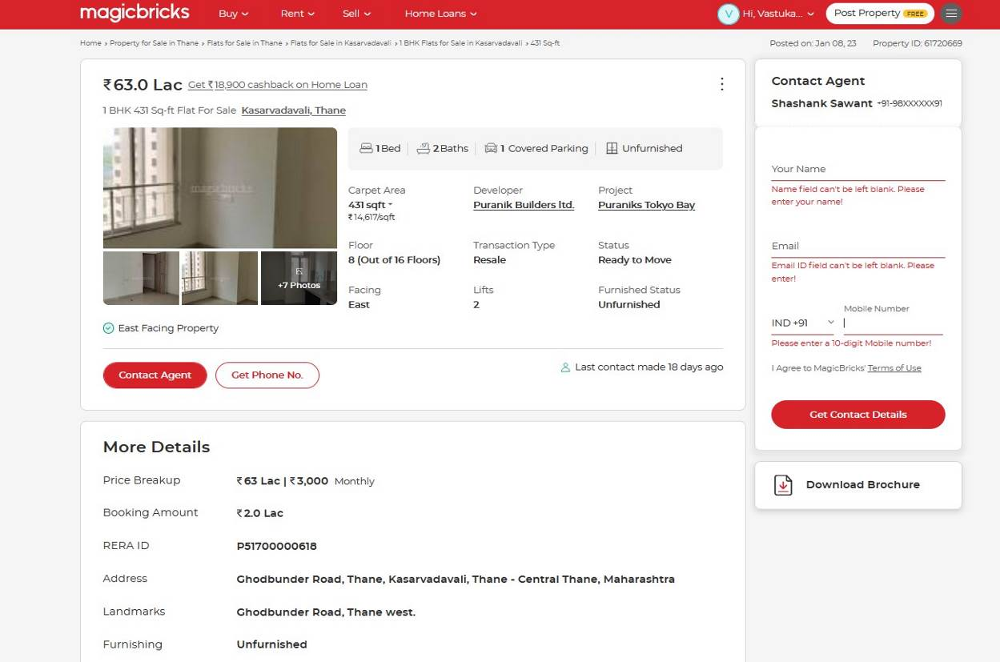 magicbricks Buy Rent Sell Home Loans V Hi, Vastuka... Post Property FREE
Home › Property for Sale in Thane › Flats for Sale in Thane › Flats for Sale in Kasarvadavali › 1 BHK Flats for Sale in Kasarvadavali › 431 Sq-ft Posted on: Jan 08, 23 Property ID: 61720669
₹63.0 Lac Get ₹18,900 cashback on Home Loan
1 BHK 431 Sq-ft Flat For Sale Kasarvadavali, Thane
magicbricks
1 Bed 2 Baths 1 Covered Parking Unfurnished
Carpet Area Developer Project
431 sqft Puranik Builders ltd. Puraniks Tokyo Bay
₹14,617/sqft
Floor Transaction Type Status
8 (Out of 16 Floors) Resale Ready to Move
+7 Photos
Facing Lifts Furnished Status
East 2 Unfurnished
East Facing Property
Contact Agent Get Phone No. Last contact made 18 days ago
More Details
Price Breakup ₹63 Lac | ₹3,000 Monthly
Booking Amount ₹2.0 Lac
RERA ID P51700000618
Address Ghodbunder Road, Thane, Kasarvadavali, Thane - Central Thane, Maharashtra
Landmarks Ghodbunder Road, Thane west.
Furnishing Unfurnished
Contact Agent
Shashank Sawant +91-98XXXXXX91
Your Name
Name field can't be left blank. Please
enter your name!
Email
Email ID field can't be left blank. Please
enter!
Mobile Number
IND +91
Please enter a 10-digit Mobile number!
I Agree to MagicBricks' Terms of Use
Get Contact Details
Download Brochure